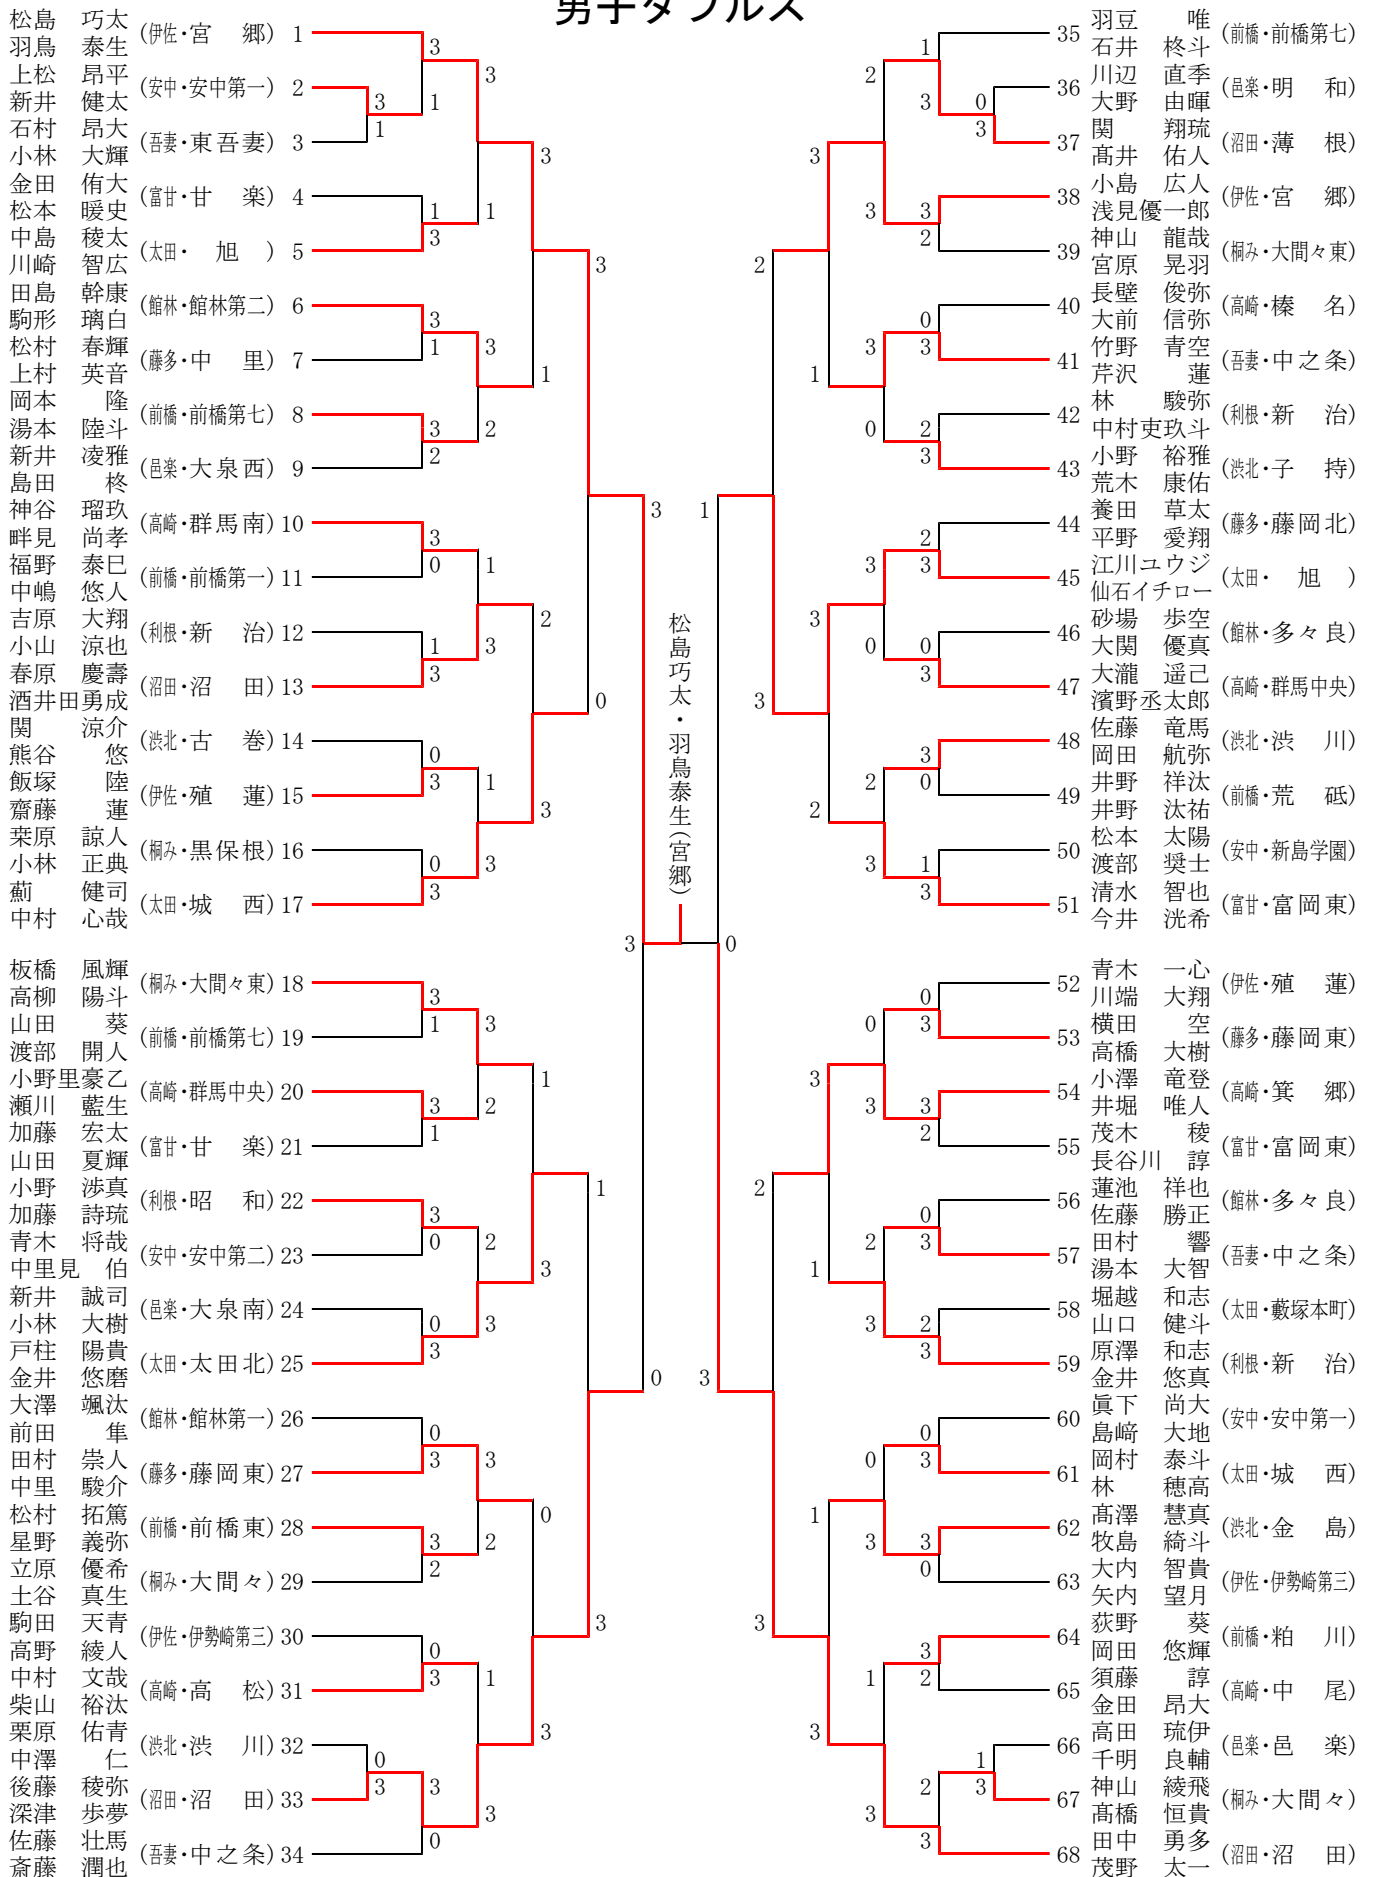 男子ダブルス
松島　巧太
羽鳥　泰生
(伊佐・宮　郷) 1
上松　昂平
新井　健太
(安中・安中第一) 2
石村　昂大
小林　大輝
(吾妻・東吾妻) 3
金田　侑大
松本　暖史
(富甘・甘　楽) 4
中島　稜太
川崎　智広
(太田・　旭　) 5
田島　幹康
駒形　璃白
(館林・館林第二) 6
松村　春輝
上村　英音
(藤多・中　里) 7
岡本　　隆
湯本　陸斗
(前橋・前橋第七) 8
新井　凌雅
島田　　柊
(邑楽・大泉西) 9
神谷　瑠玖
畔見　尚孝
(高崎・群馬南) 10
福野　泰巳
中嶋　悠人
(前橋・前橋第一) 11
吉原　大翔
小山　涼也
(利根・新　治) 12
春原　慶壽
酒井田勇成
(沼田・沼　田) 13
関　　涼介
熊谷　　悠
(渋北・古　巻) 14
飯塚　　陸
齋藤　　蓮
(伊佐・殖　蓮) 15
桒原　諒人
小林　正典
(桐み・黒保根) 16
薊　　健司
中村　心哉
(太田・城　西) 17
板橋　風輝
高柳　陽斗
(桐み・大間々東) 18
山田　　葵
渡部　開人
(前橋・前橋第七) 19
小野里豪乙
瀬川　藍生
(高崎・群馬中央) 20
加藤　宏太
山田　夏輝
(富甘・甘　楽) 21
小野　渉真
加藤　詩琉
(利根・昭　和) 22
青木　将哉
中里見　伯
(安中・安中第二) 23
新井　誠司
小林　大樹
(邑楽・大泉南) 24
戸柱　陽貴
金井　悠磨
(太田・太田北) 25
大澤　颯汰
前田　　隼
(館林・館林第一) 26
田村　崇人
中里　駿介
(藤多・藤岡東) 27
松村　拓篤
星野　義弥
(前橋・前橋東) 28
立原　優希
土谷　真生
(桐み・大間々) 29
駒田　天青
高野　綾人
(伊佐・伊勢崎第三) 30
中村　文哉
柴山　裕汰
(高崎・高　松) 31
栗原　佑青
中澤　　仁
(渋北・渋　川) 32
後藤　稜弥
深津　歩夢
(沼田・沼　田) 33
佐藤　壮馬
斎藤　潤也
(吾妻・中之条) 34
松島巧太・羽鳥泰生(宮郷)
35 羽豆　　唯
石井　柊斗
(前橋・前橋第七)
36 川辺　直季
大野　由暉
(邑楽・明　和)
37 関　　翔琉
髙井　佑人
(沼田・薄　根)
38 小島　広人
浅見優一郎
(伊佐・宮　郷)
39 神山　龍哉
宮原　晃羽
(桐み・大間々東)
40 長壁　俊弥
大前　信弥
(高崎・榛　名)
41 竹野　青空
芹沢　　蓮
(吾妻・中之条)
42 林　　駿弥
中村吏玖斗
(利根・新　治)
43 小野　裕雅
荒木　康佑
(渋北・子　持)
44 養田　草太
平野　愛翔
(藤多・藤岡北)
45 江川ユウジ
仙石イチロー
(太田・　旭　)
46 砂場　歩空
大関　優真
(館林・多々良)
47 大瀧　遥己
濱野丞太郎
(高崎・群馬中央)
48 佐藤　竜馬
岡田　航弥
(渋北・渋　川)
49 井野　祥汰
井野　汰祐
(前橋・荒　砥)
50 松本　太陽
渡部　奨士
(安中・新島学園)
51 清水　智也
今井　洸希
(富甘・富岡東)
52 青木　一心
川端　大翔
(伊佐・殖　蓮)
53 横田　　空
高橋　大樹
(藤多・藤岡東)
54 小澤　竜登
井堀　唯人
(高崎・箕　郷)
55 茂木　　稜
長谷川　諄
(富甘・富岡東)
56 蓮池　祥也
佐藤　勝正
(館林・多々良)
57 田村　　響
湯本　大智
(吾妻・中之条)
58 堀越　和志
山口　健斗
(太田・藪塚本町)
59 原澤　和志
金井　悠真
(利根・新　治)
60 眞下　尚大
島﨑　大地
(安中・安中第一)
61 岡村　泰斗
林　　穂高
(太田・城　西)
62 髙澤　慧真
牧島　綺斗
(渋北・金　島)
63 大内　智貴
矢内　望月
(伊佐・伊勢崎第三)
64 荻野　　葵
岡田　悠輝
(前橋・粕　川)
65 須藤　　諄
金田　昂大
(高崎・中　尾)
66 高田　琉伊
千明　良輔
(邑楽・邑　楽)
67 神山　綾飛
髙橋　恒貴
(桐み・大間々)
68 田中　勇多
茂野　太一
(沼田・沼　田)